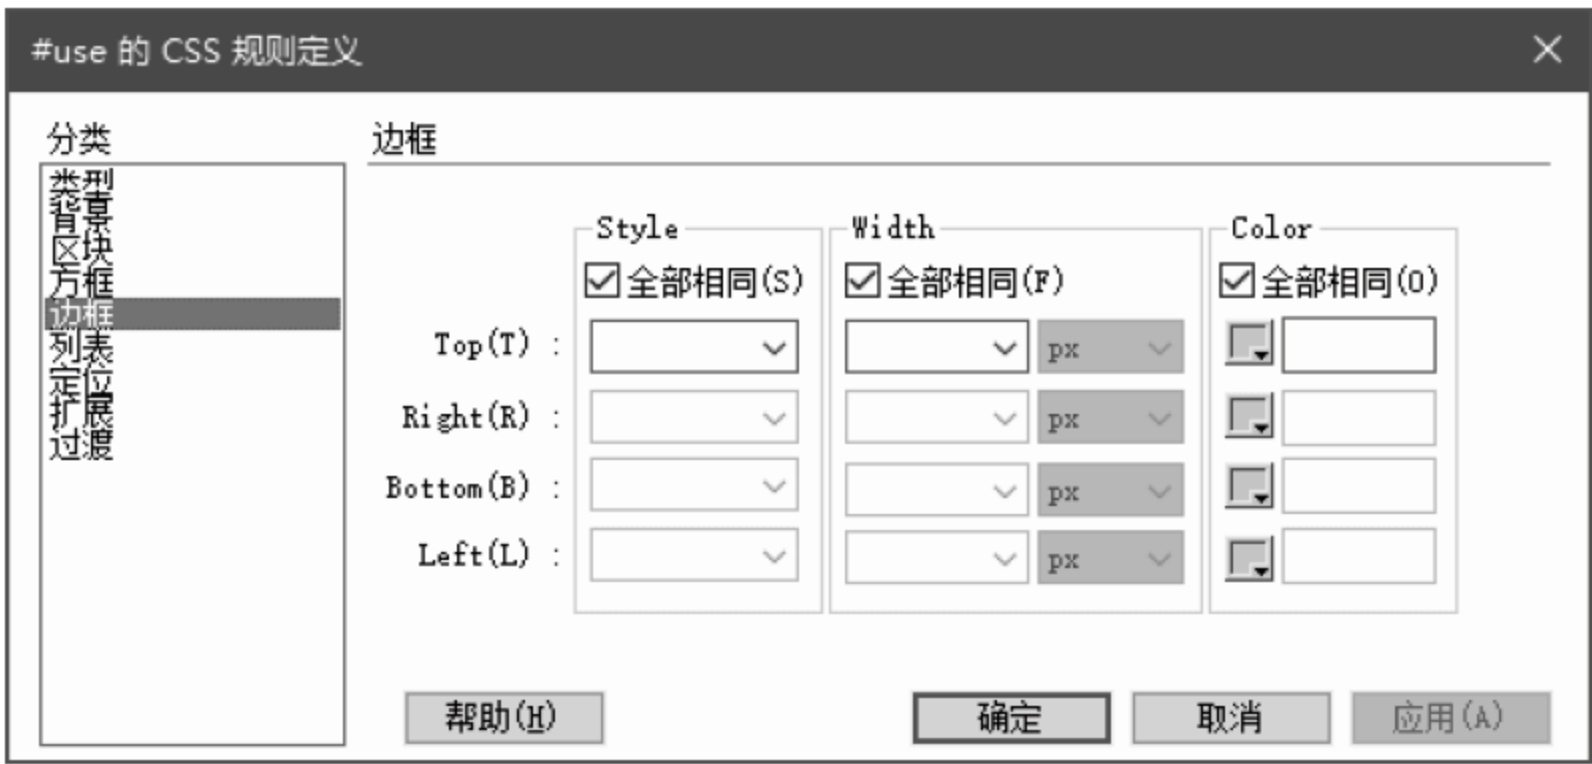 #use 的 CSS 规则定义
分类
类型
背景
区块
方框
边框
列表
定位
扩展
过渡
边框
Style Width Color
全部相同(S) 全部相同(F) 全部相同(O)
Top(T) : px
Right(R) : px
Bottom(B) : px
Left(L) : px
帮助(H) 确定 取消 应用(A)